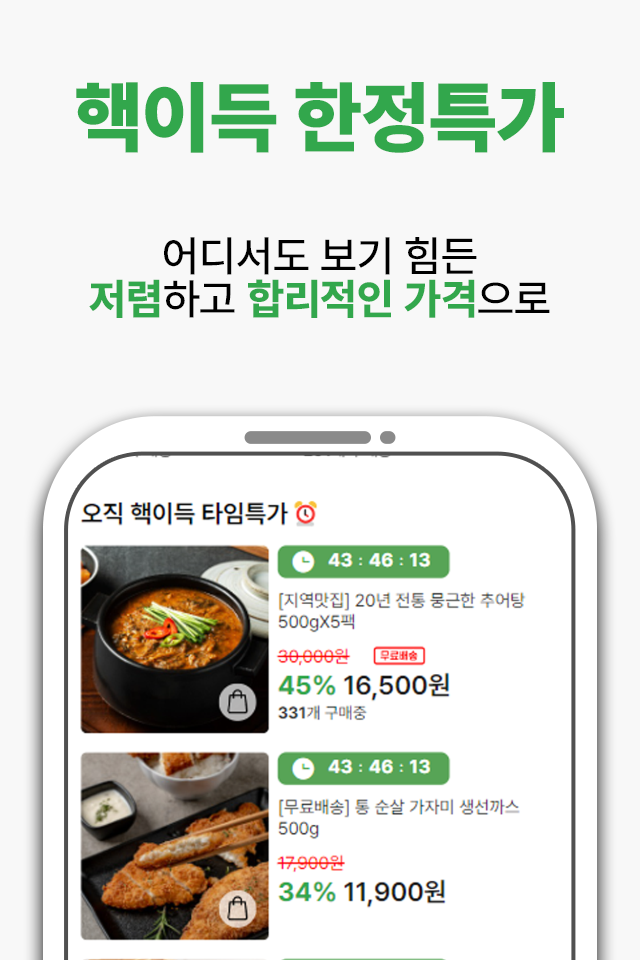 핵이득 한정특가
어디서도 보기 힘든
저렴하고 합리적인 가격으로
오직 핵이득 타임특가
43 : 46 : 13
[지역맛집] 20년 전통 뭉근한 추어탕
500gX5팩
30,000원 무료배송
45% 16,500원
331개 구매중
43 : 46 : 13
[무료배송] 통 순살 가자미 생선까스
500g
17,900원
34% 11,900원